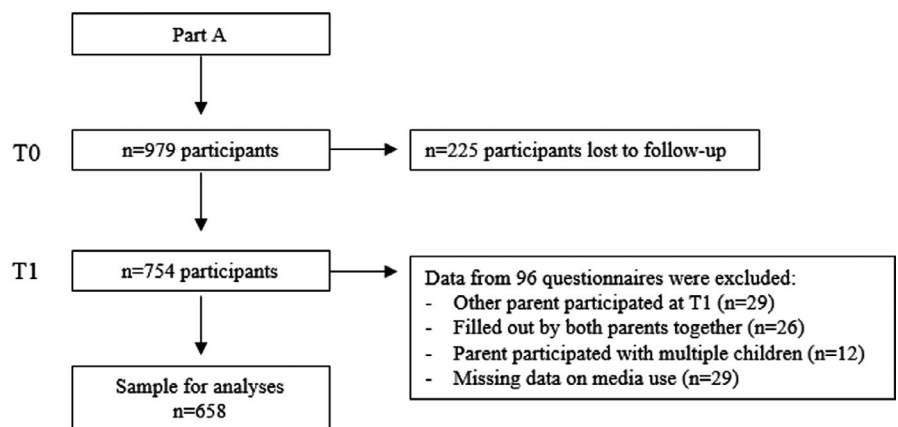 Part A
T0
n=979 participants
n=225 participants lost to follow-up
T1
n=754 participants
Data from 96 questionnaires were excluded:
- Other parent participated at T1 (n=29)
- Filled out by both parents together (n=26)
- Parent participated with multiple children (n=12)
- Missing data on media use (n=29)
Sample for analyses
n=658